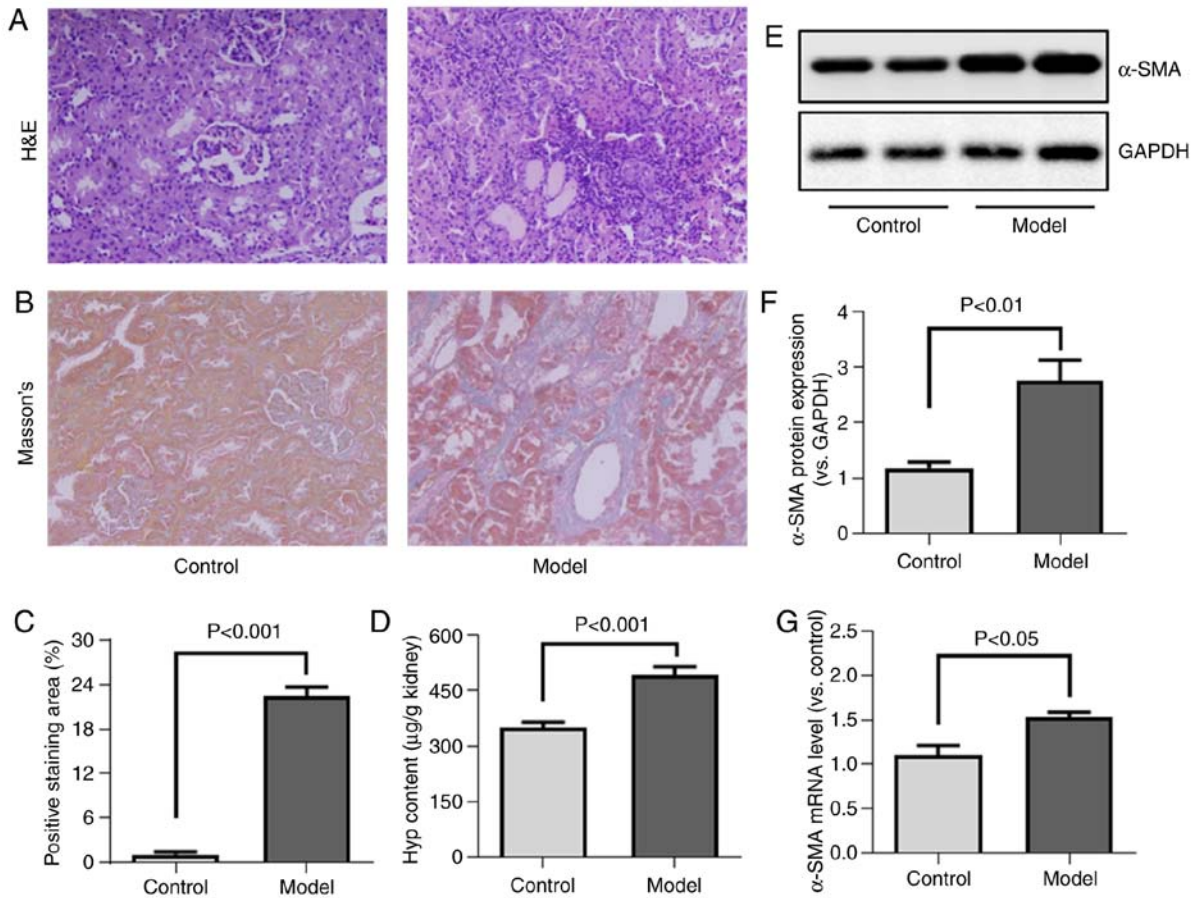 A
H&E
B
Masson's
Control
Model
C
Positive staining area (%)
30
24
18
12
6
0
P<0.001
Control
Model
D
Hyp content (μg/g kidney)
600
450
300
150
0
P<0.001
Control
Model
E
α-SMA
GAPDH
Control
Model
F
α-SMA protein expression
(vs. GAPDH)
4
3
2
1
0
P<0.01
Control
Model
G
α-SMA mRNA level (vs. control)
2.5
2.0
1.5
1.0
0.5
0.0
P<0.05
Control
Model